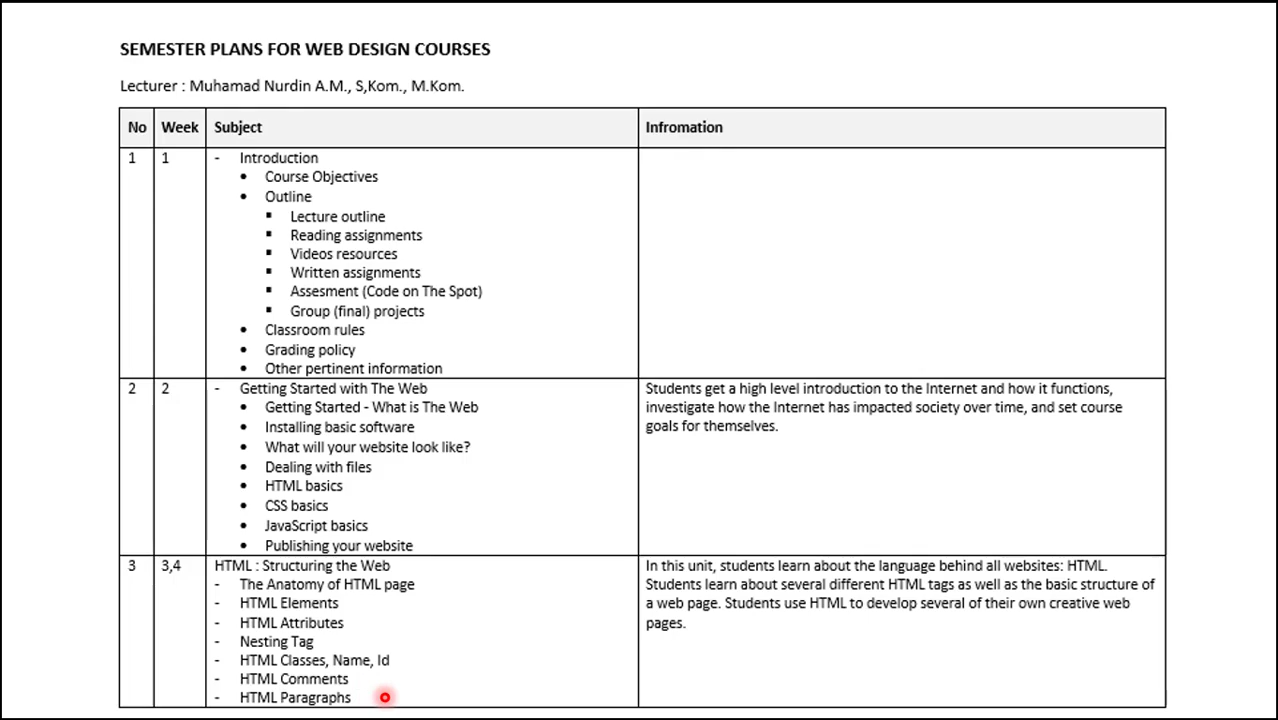 SEMESTER PLANS FOR WEB DESIGN COURSES
Lecturer : Muhamad Nurdin A.M., S,Kom., M.Kom.
No Week Subject Infromation
1 1 - Introduction
• Course Objectives
• Outline
▪ Lecture outline
▪ Reading assignments
▪ Videos resources
▪ Written assignments
▪ Assesment (Code on The Spot)
▪ Group (final) projects
• Classroom rules
• Grading policy
• Other pertinent information
2 2 - Getting Started with The Web
• Getting Started - What is The Web
• Installing basic software
• What will your website look like?
• Dealing with files
• HTML basics
• CSS basics
• JavaScript basics
• Publishing your website
Students get a high level introduction to the Internet and how it functions,
investigate how the Internet has impacted society over time, and set course
goals for themselves.
3 3,4 HTML : Structuring the Web
- The Anatomy of HTML page
- HTML Elements
- HTML Attributes
- Nesting Tag
- HTML Classes, Name, Id
- HTML Comments
- HTML Paragraphs
In this unit, students learn about the language behind all websites: HTML.
Students learn about several different HTML tags as well as the basic structure of
a web page. Students use HTML to develop several of their own creative web
pages.